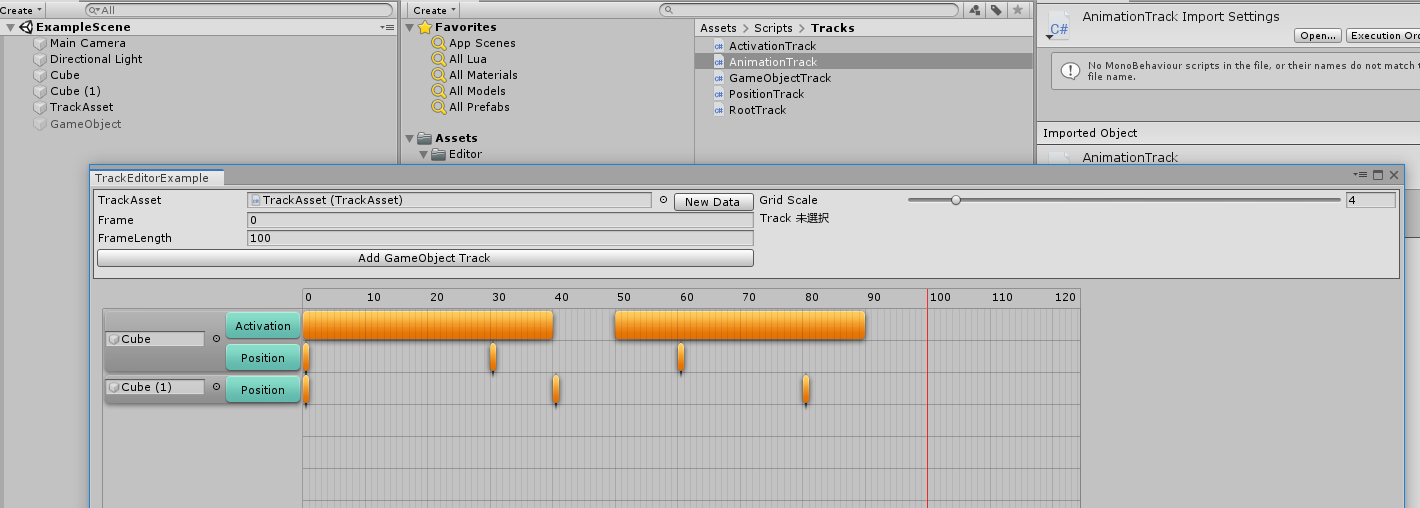 Create
All
ExampleScene
Main Camera
Directional Light
Cube
Cube (1)
TrackAsset
GameObject
Create
Favorites
App Scenes
All Lua
All Materials
All Models
All Prefabs
Assets
Editor
Assets Scripts Tracks
ActivationTrack
AnimationTrack
GameObjectTrack
PositionTrack
RootTrack
AnimationTrack Import Settings
Open... Execution Ord
No MonoBehaviour scripts in the file, or their names do not match t
file name.
Imported Object
AnimationTrack
TrackEditorExample
TrackAsset TrackAsset (TrackAsset) New Data
Frame 0
FrameLength 100
Add GameObject Track
Grid Scale 4
Track 未選択
0 10 20 30 40 50 60 70 80 90 100 110 120
Cube Activation
Position
Cube (1) Position